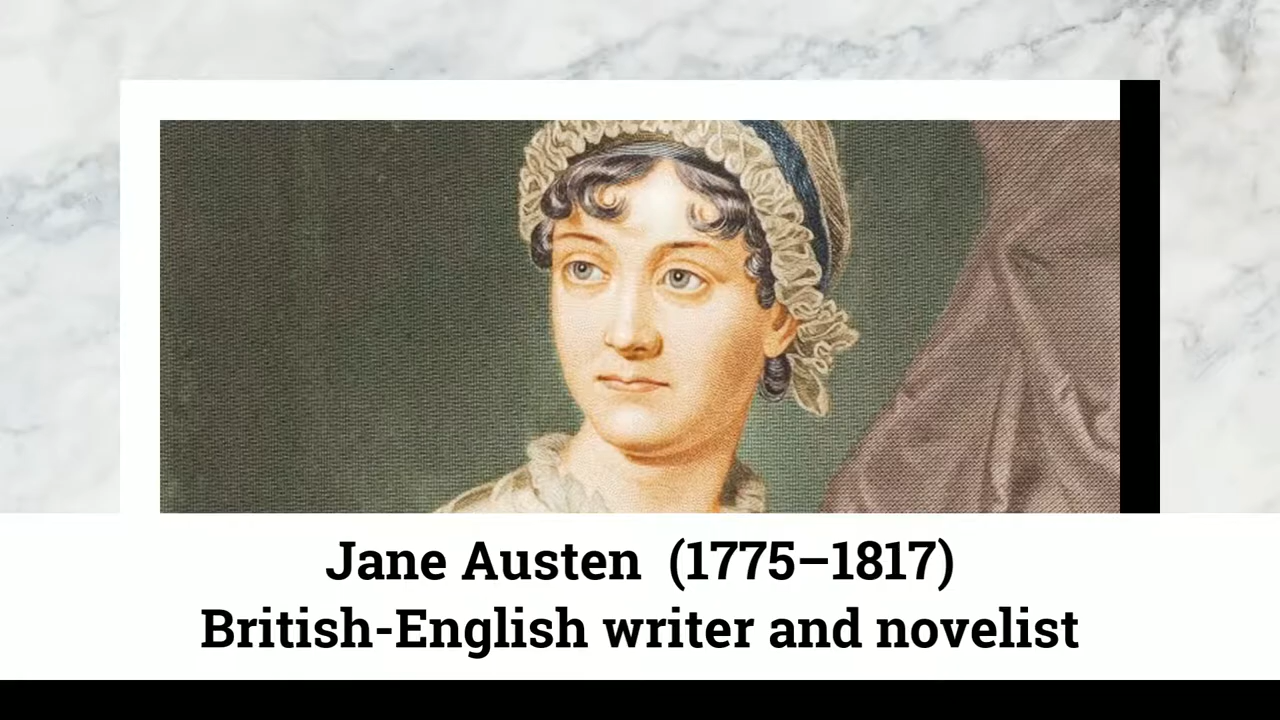 Jane Austen (1775–1817)
British-English writer and novelist